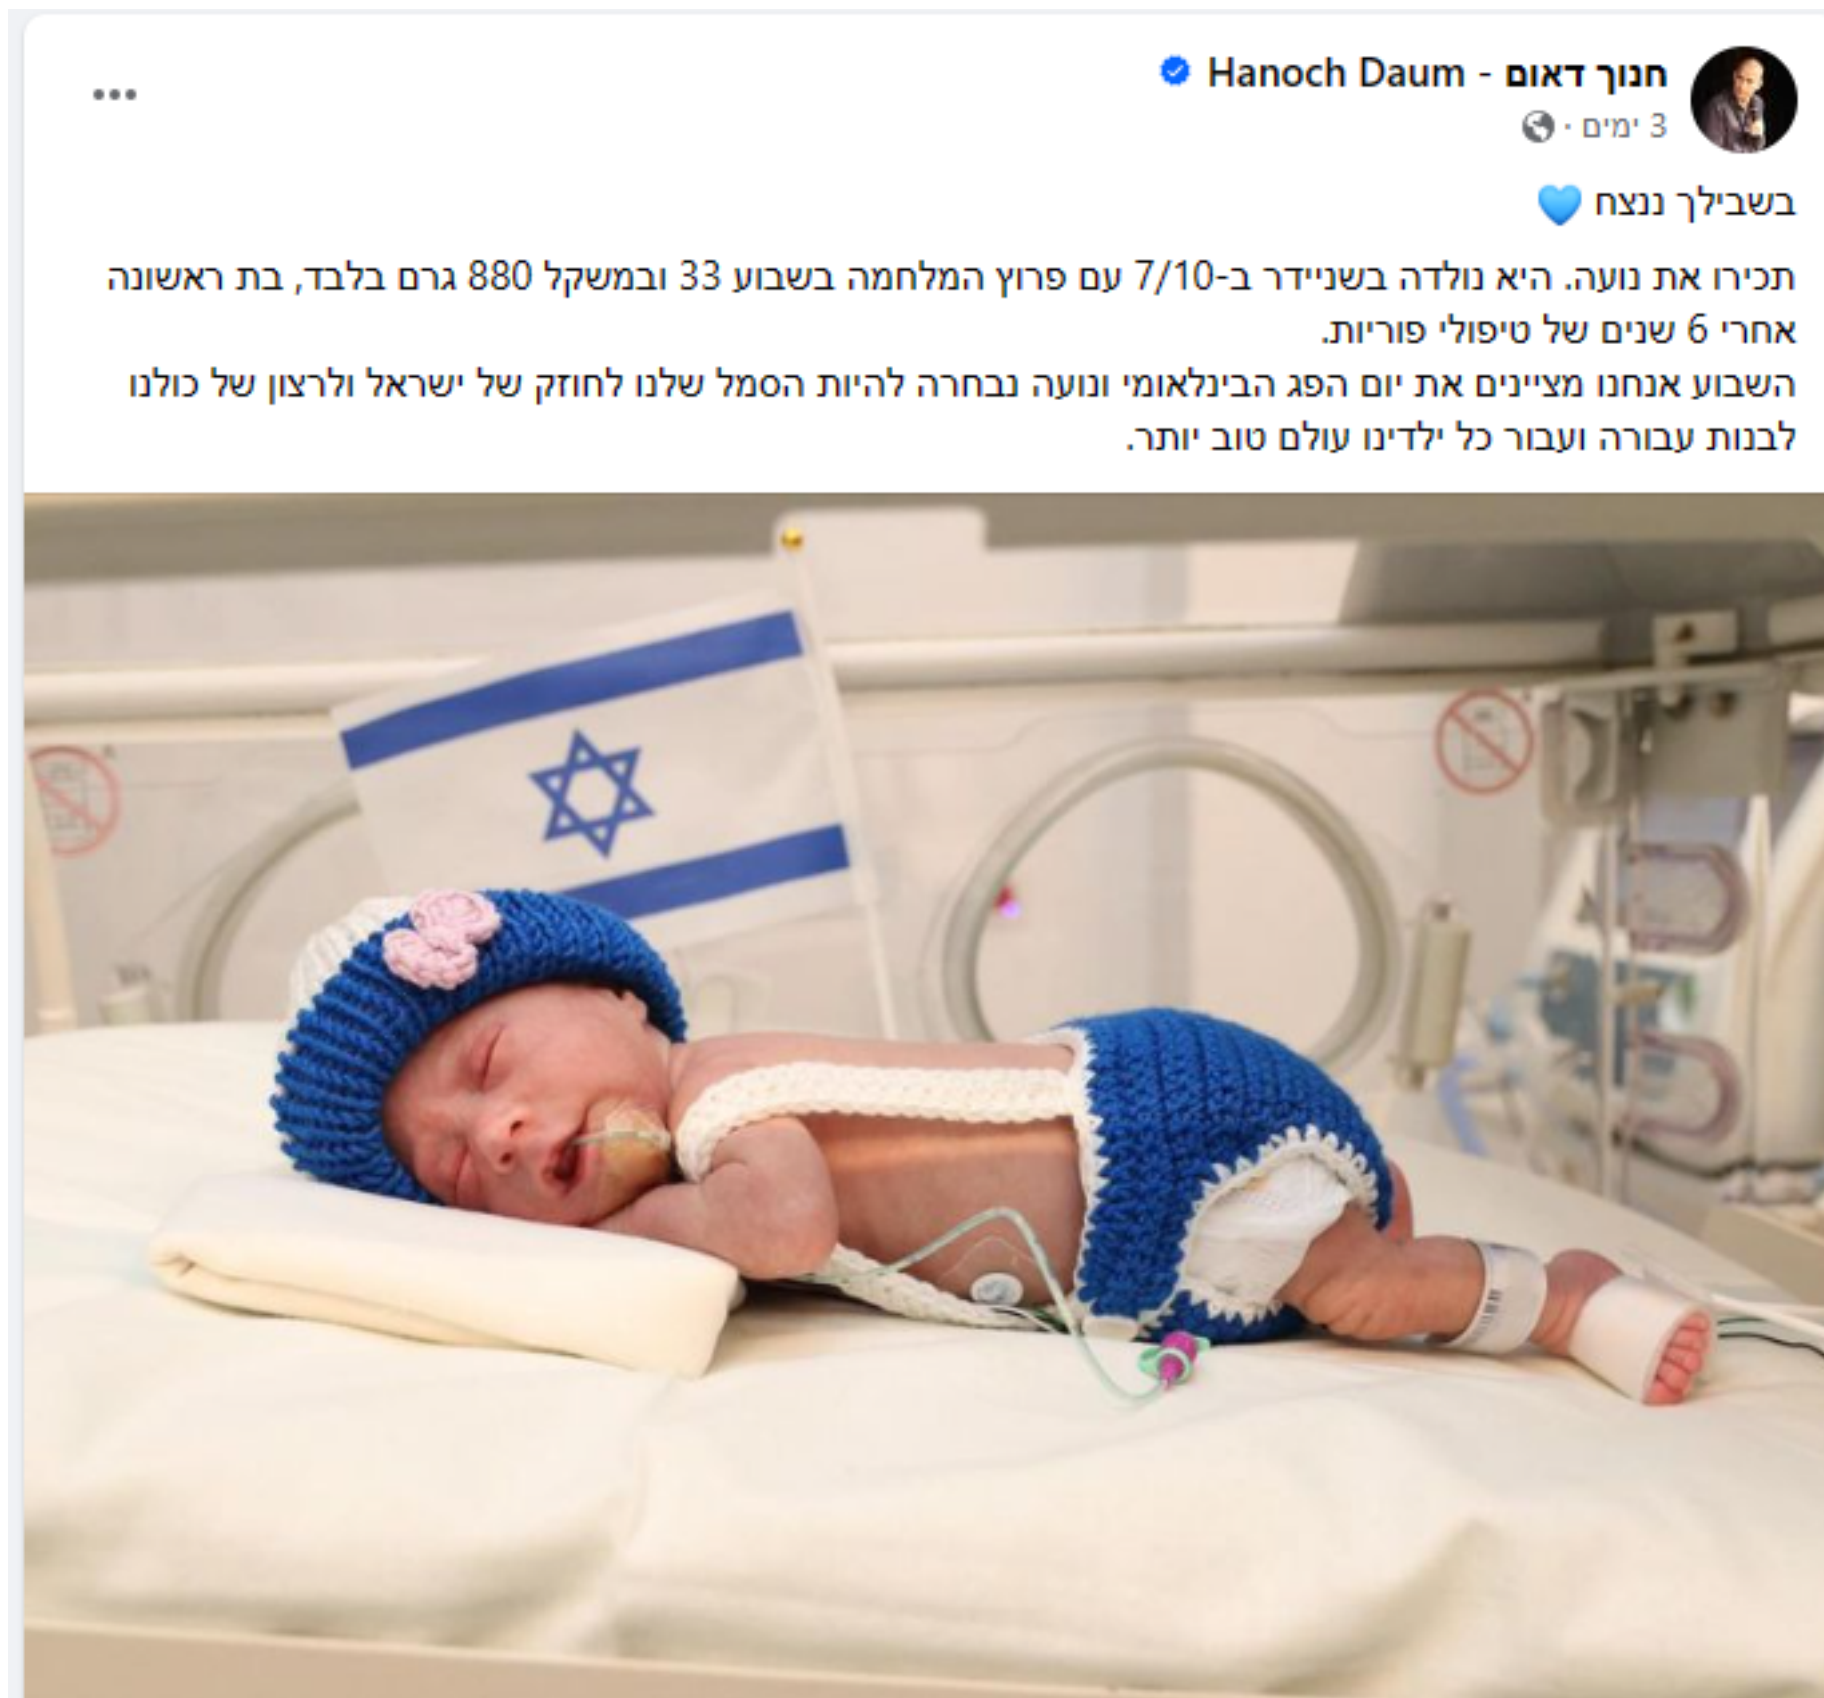 חנוך דאום - Hanoch Daum
3 ימים ·
בשבילך ננצח 💙
תכירו את נועה. היא נולדה בשניידר ב-7/10 עם פרוץ המלחמה בשבוע 33 ובמשקל 880 גרם בלבד, בת ראשונה
אחרי 6 שנים של טיפולי פוריות.
השבוע אנחנו מציינים את יום הפג הבינלאומי ונועה נבחרה להיות הסמל שלנו לחוזק של ישראל ולרצון של כולנו
לבנות עבורה ועבור כל ילדינו עולם טוב יותר.